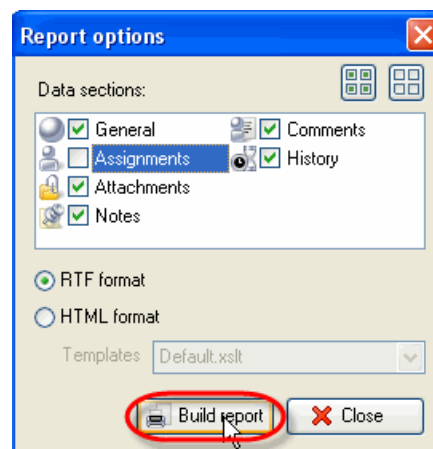 Report options
Data sections:
General
Comments
Assignments
History
Attachments
Notes
RTF format
HTML format
Templates Default.xslt
Build report Close